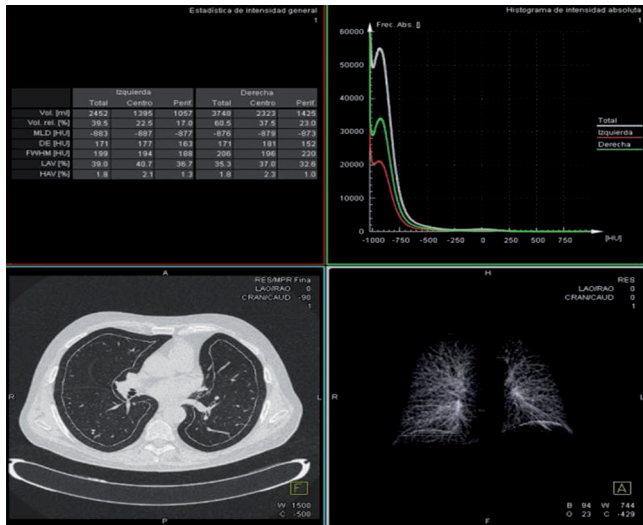 Estadística de intensidad general
1
Izquierda Derecha
Total Centro Perif. Total Centro Perif.
Vol. [ml] 2452 1395 1057 3748 2323 1425
Vol. rel. [%] 39.5 22.5 17.0 60.5 37.5 23.0
MLD [HU] -883 -887 -877 -876 -879 -873
DE [HU] 171 177 163 171 181 152
FWHM [HU] 199 194 188 206 196 220
LAV [%] 39.0 40.7 36.7 35.3 37.0 32.6
HAV [%] 1.8 2.1 1.3 1.8 2.3 1.0
Histograma de intensidad absoluta
1
Frec. Abs. []
60000
50000
40000
30000
20000
10000
0
-1000 -750 -500 -250 0 250 500 750
[HU]
Total
Izquierda
Derecha
A
RES/MPR Fina
LAO/RAO 0
CRAN/CAUD -90
1
R
L
F
W 1500
C -500
P
H
RES
LAO/RAO 0
CRAN/CAUD 0
1
R
L
A
B 94 W 744
O 23 C -429
F